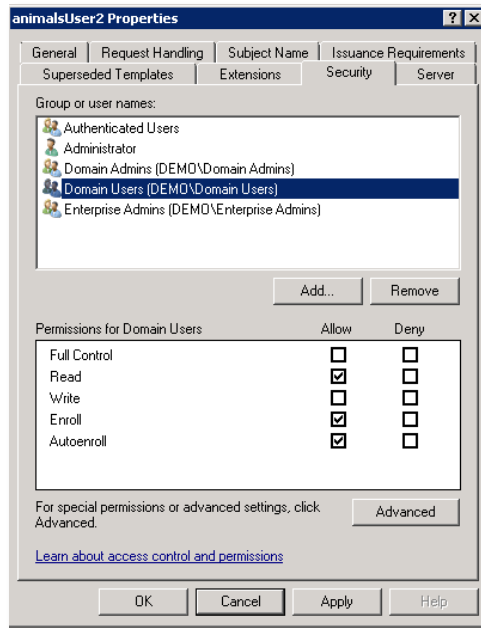 animalsUser2 Properties
General Request Handling Subject Name Issuance Requirements
Superseded Templates Extensions Security Server
Group or user names:
Authenticated Users
Administrator
Domain Admins (DEMO\Domain Admins)
Domain Users (DEMO\Domain Users)
Enterprise Admins (DEMO\Enterprise Admins)
Add... Remove
Permissions for Domain Users Allow Deny
Full Control
Read
Write
Enroll
Autoenroll
For special permissions or advanced settings, click
Advanced.
Advanced
Learn about access control and permissions
OK Cancel Apply Help